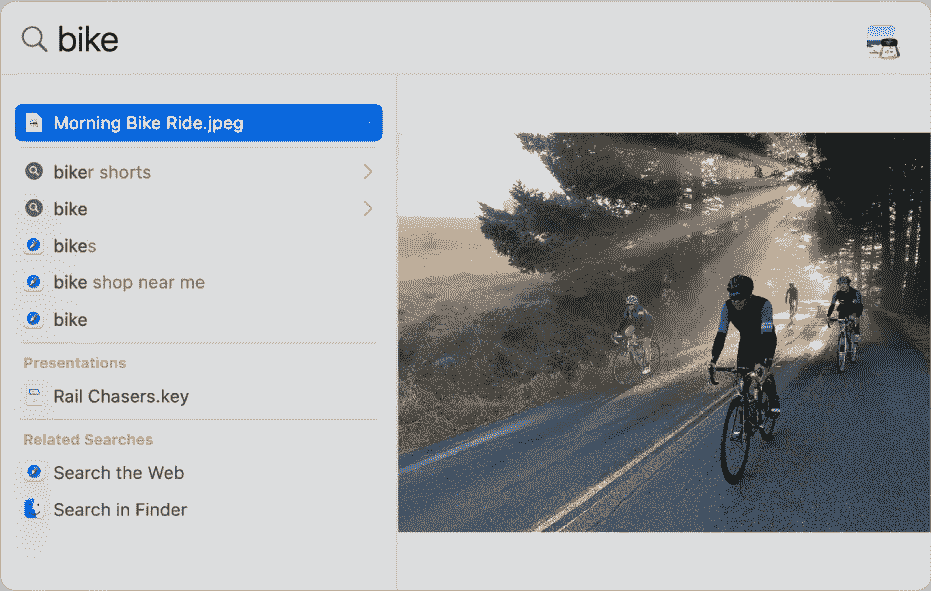 bike
Morning Bike Ride.jpeg
biker shorts
bike
bikes
bike shop near me
bike
Presentations
Rail Chasers.key
Related Searches
Search the Web
Search in Finder